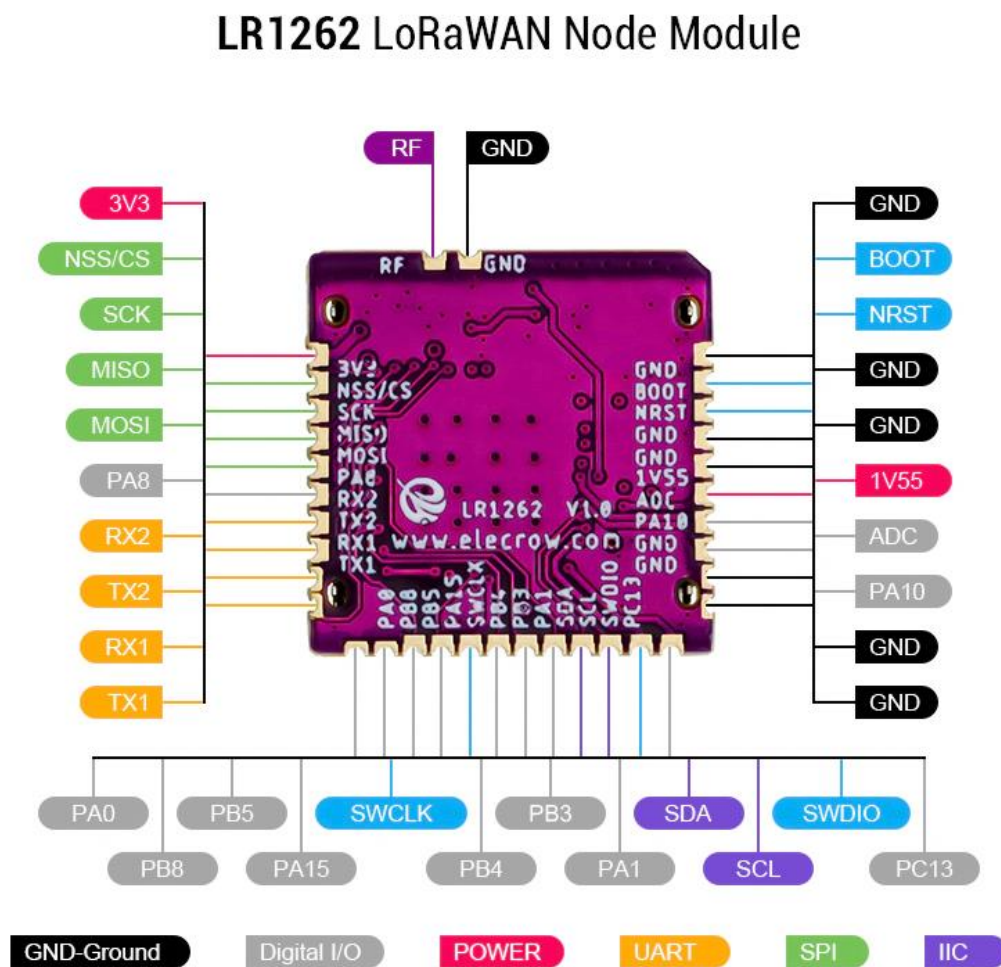 LR1262 LoRaWAN Node Module
RF
GND
3V3
NSS/CS
SCK
MISO
MOSI
PA8
RX2
TX2
RX1
TX1
GND
BOOT
NRST
GND
GND
1V55
ADC
PA10
GND
GND
RF GND
3V3
NSS/CS
SCK
MISO
MOSI
PA8
RX2
TX2
RX1
TX1
GND
BOOT
NRST
GND
GND
1V55
ADC
PA10
GND
GND
LR1262 V1.0
www.elecrow.com
PA0
PB8
PB5
PA15
SWCLK
PB4
PB3
PA1
SDA
SCL
SWDIO
PC13
PA0
PB8
PB5
PA15
SWCLK
PB4
PB3
PA1
SDA
SCL
SWDIO
PC13
GND-Ground
Digital I/O
POWER
UART
SPI
IIC